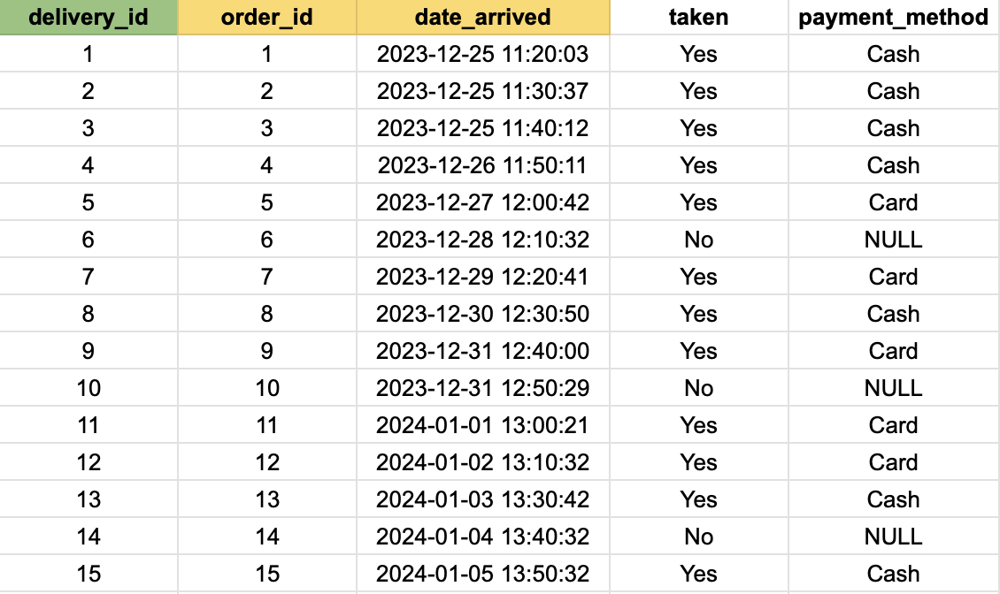 delivery_id order_id date_arrived taken payment_method
1 1 2023-12-25 11:20:03 Yes Cash
2 2 2023-12-25 11:30:37 Yes Cash
3 3 2023-12-25 11:40:12 Yes Cash
4 4 2023-12-26 11:50:11 Yes Cash
5 5 2023-12-27 12:00:42 Yes Card
6 6 2023-12-28 12:10:32 No NULL
7 7 2023-12-29 12:20:41 Yes Card
8 8 2023-12-30 12:30:50 Yes Cash
9 9 2023-12-31 12:40:00 Yes Card
10 10 2023-12-31 12:50:29 No NULL
11 11 2024-01-01 13:00:21 Yes Card
12 12 2024-01-02 13:10:32 Yes Card
13 13 2024-01-03 13:30:42 Yes Cash
14 14 2024-01-04 13:40:32 No NULL
15 15 2024-01-05 13:50:32 Yes Cash